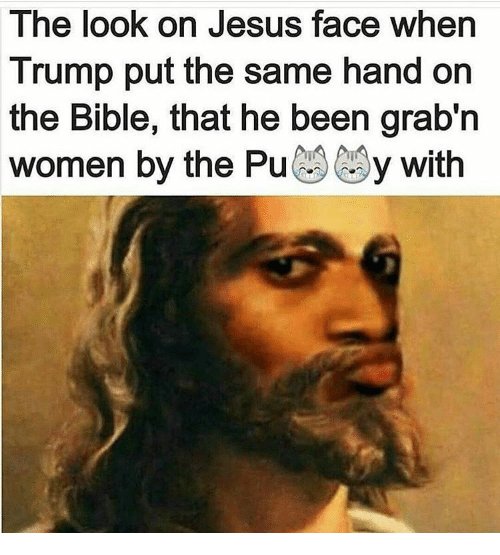 The look on Jesus face when
Trump put the same hand on
the Bible, that he been grab'n
women by the Pu😹😹y with